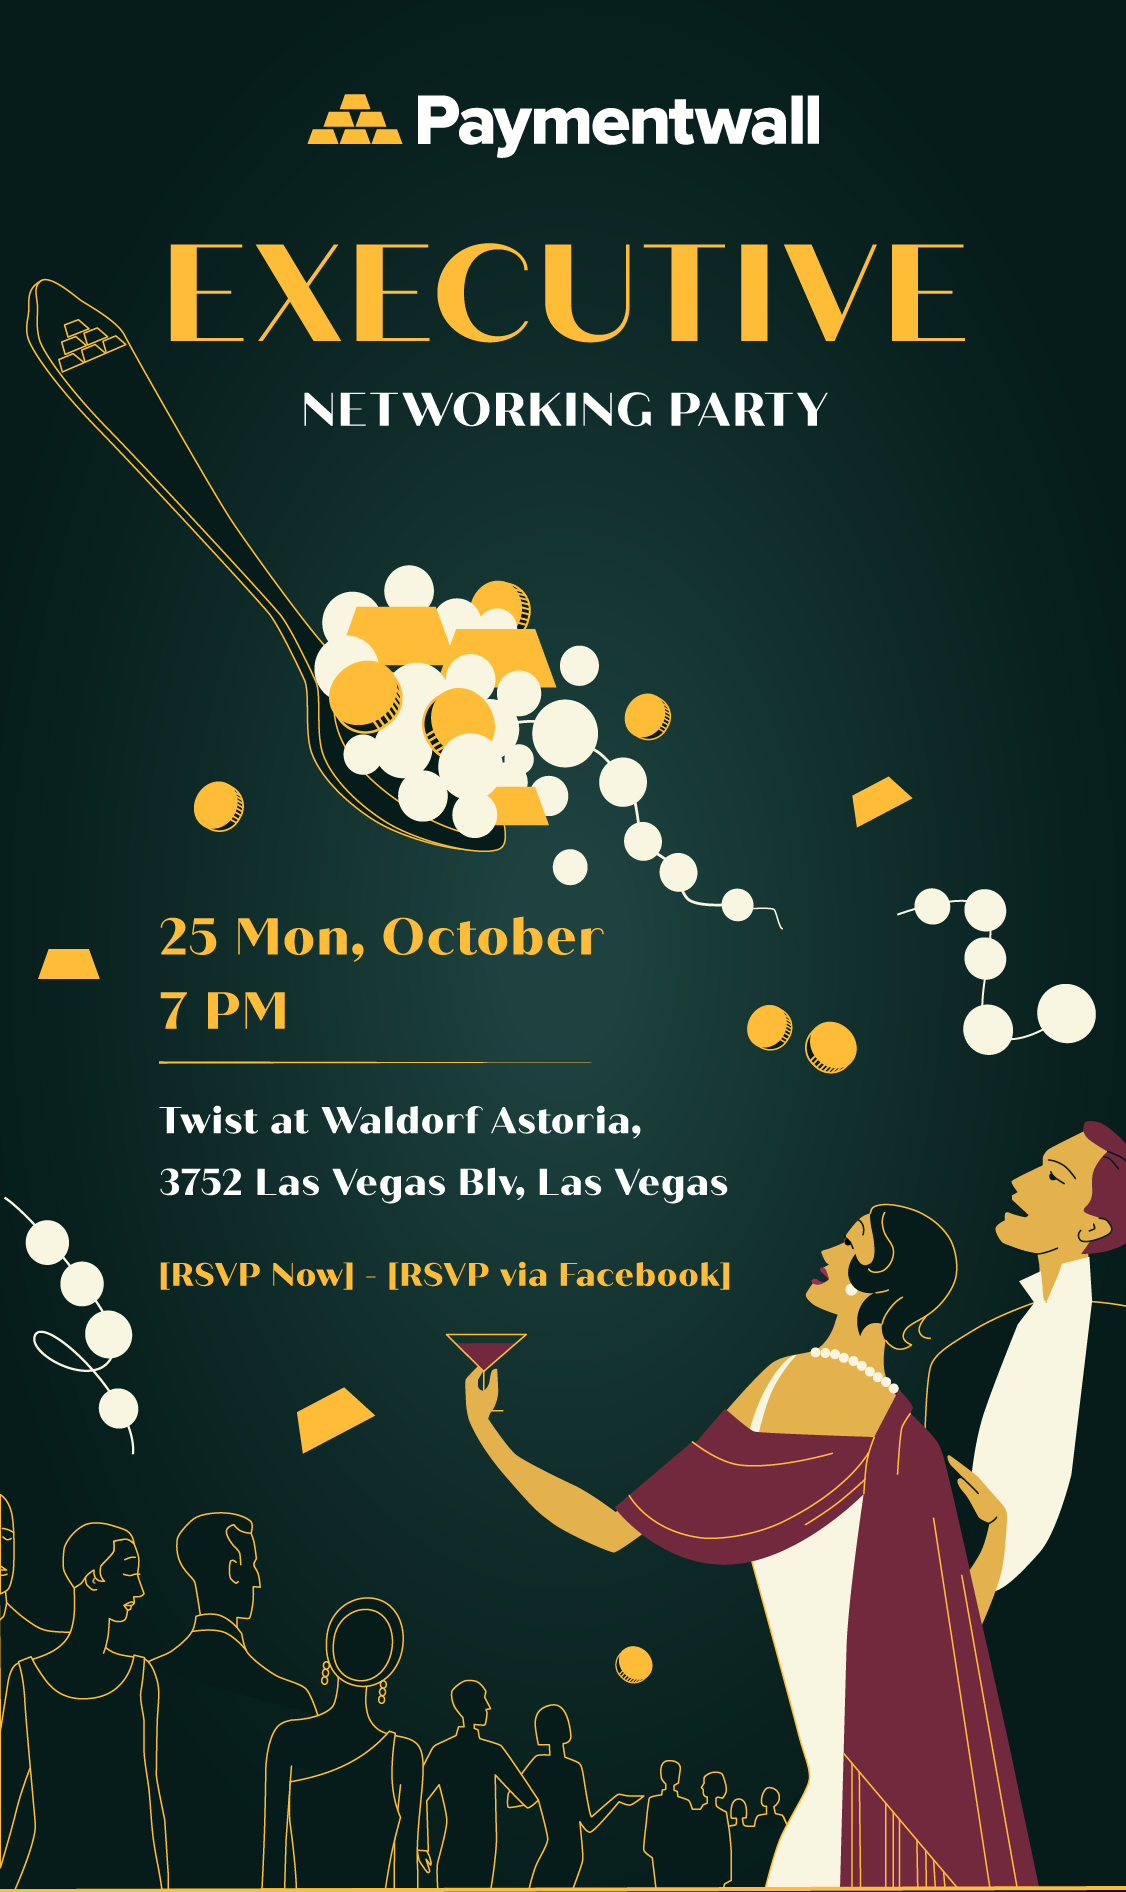 Paymentwall
EXECUTIVE
NETWORKING PARTY
25 Mon, October
7 PM
Twist at Waldorf Astoria,
3752 Las Vegas Blv, Las Vegas
[RSVP Now] - [RSVP via Facebook]